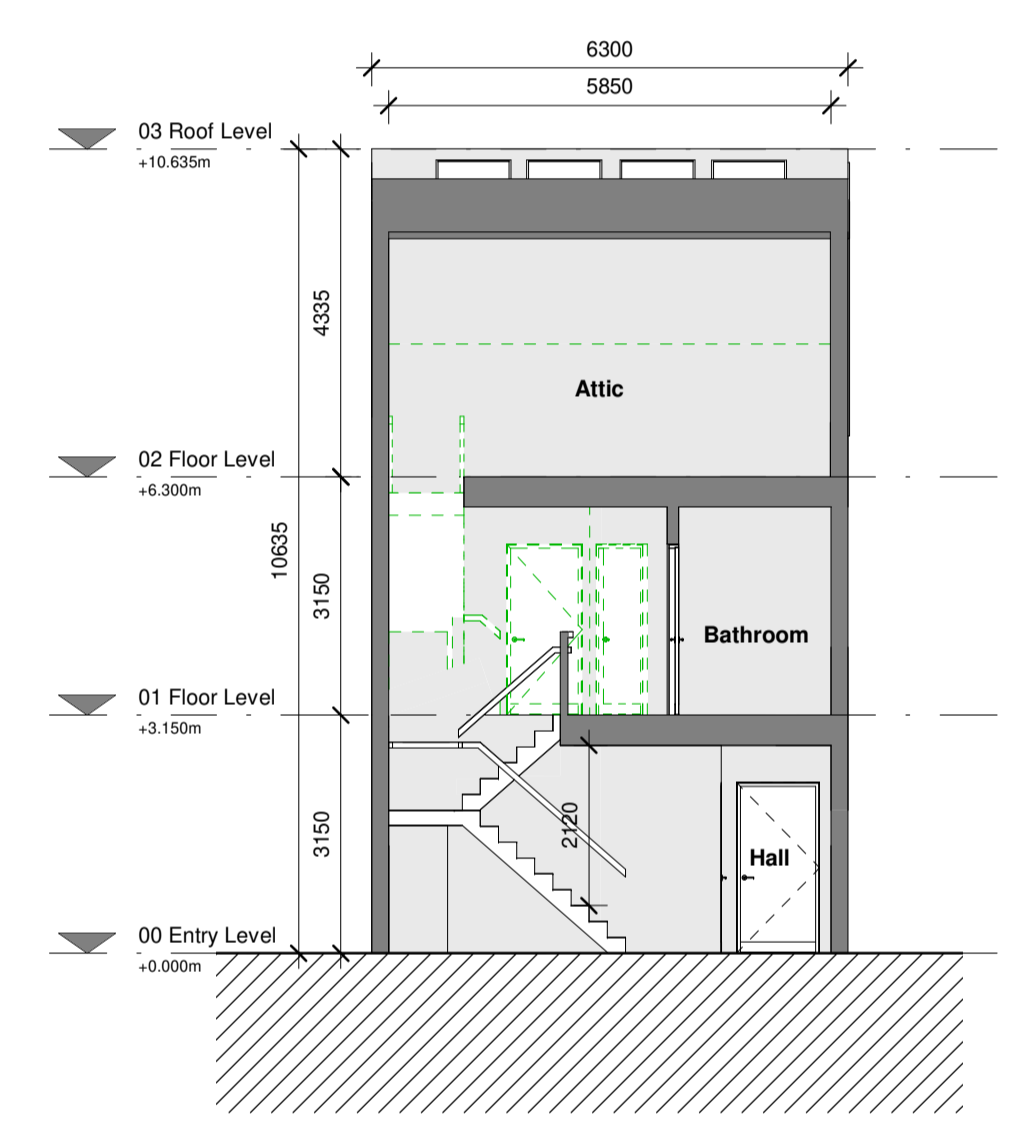 6300
5850
03 Roof Level
+10.635m
4335
Attic
02 Floor Level
+6.300m
10635
3150
Bathroom
01 Floor Level
+3.150m
3150
2120
Hall
00 Entry Level
+0.000m